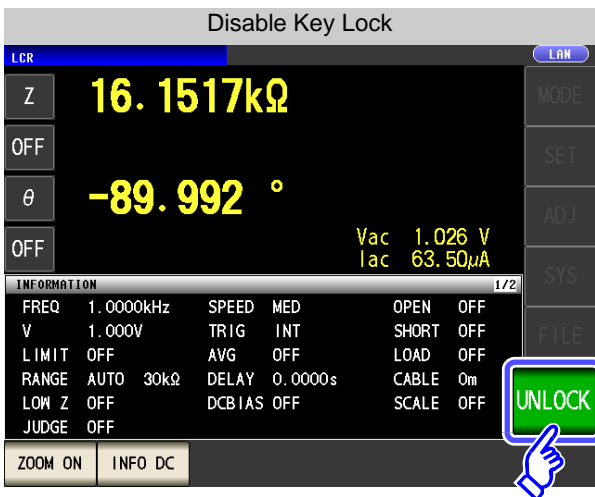 Disable Key Lock
LCR LAN
Z 16.1517kΩ MODE
OFF SET
θ -89.992 ° ADJ
OFF Vac 1.026 V
Iac 63.50µA SYS
INFORMATION 1/2
FREQ 1.0000kHz SPEED MED OPEN OFF
V 1.000V TRIG INT SHORT OFF FILE
LIMIT OFF AVG OFF LOAD OFF
RANGE AUTO 30kΩ DELAY 0.0000s CABLE 0m
LOW Z OFF DCBIAS OFF SCALE OFF UNLOCK
JUDGE OFF
ZOOM ON INFO DC